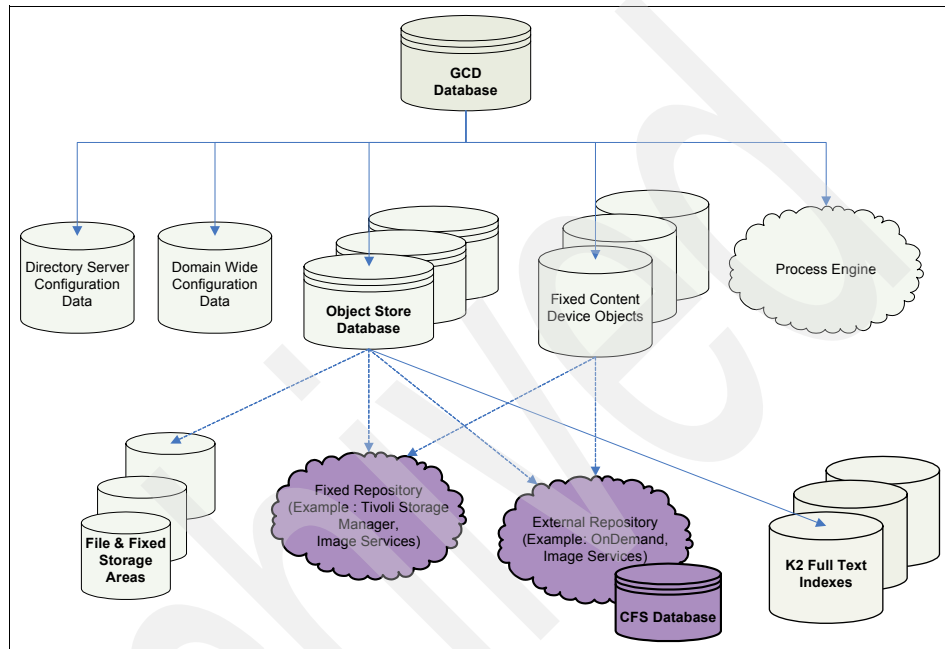 GCD
Database
Directory Server
Configuration
Data
Domain Wide
Configuration
Data
Object Store
Database
Fixed Content
Device Objects
Process Engine
File & Fixed
Storage
Areas
Fixed Repository
(Example : Tivoli Storage
Manager,
Image Services)
External Repository
(Example: OnDemand,
Image Services)
CFS Database
K2 Full Text
Indexes